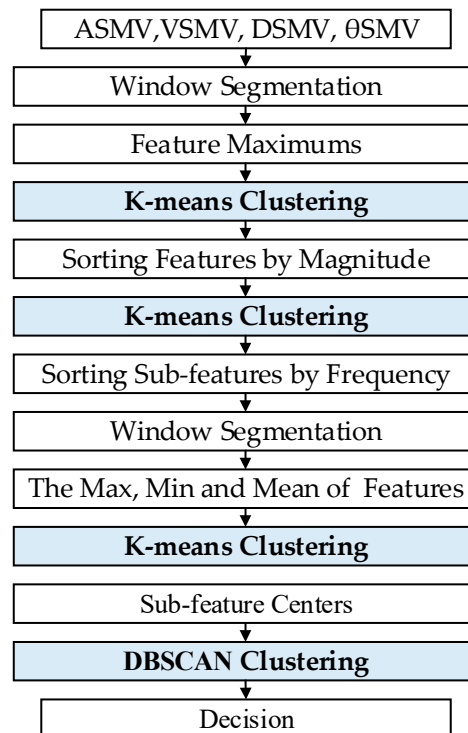 ASMV,VSMV, DSMV, θSMV
Window Segmentation
Feature Maximums
K-means Clustering
Sorting Features by Magnitude
K-means Clustering
Sorting Sub-features by Frequency
Window Segmentation
The Max, Min and Mean of Features
K-means Clustering
Sub-feature Centers
DBSCAN Clustering
Decision